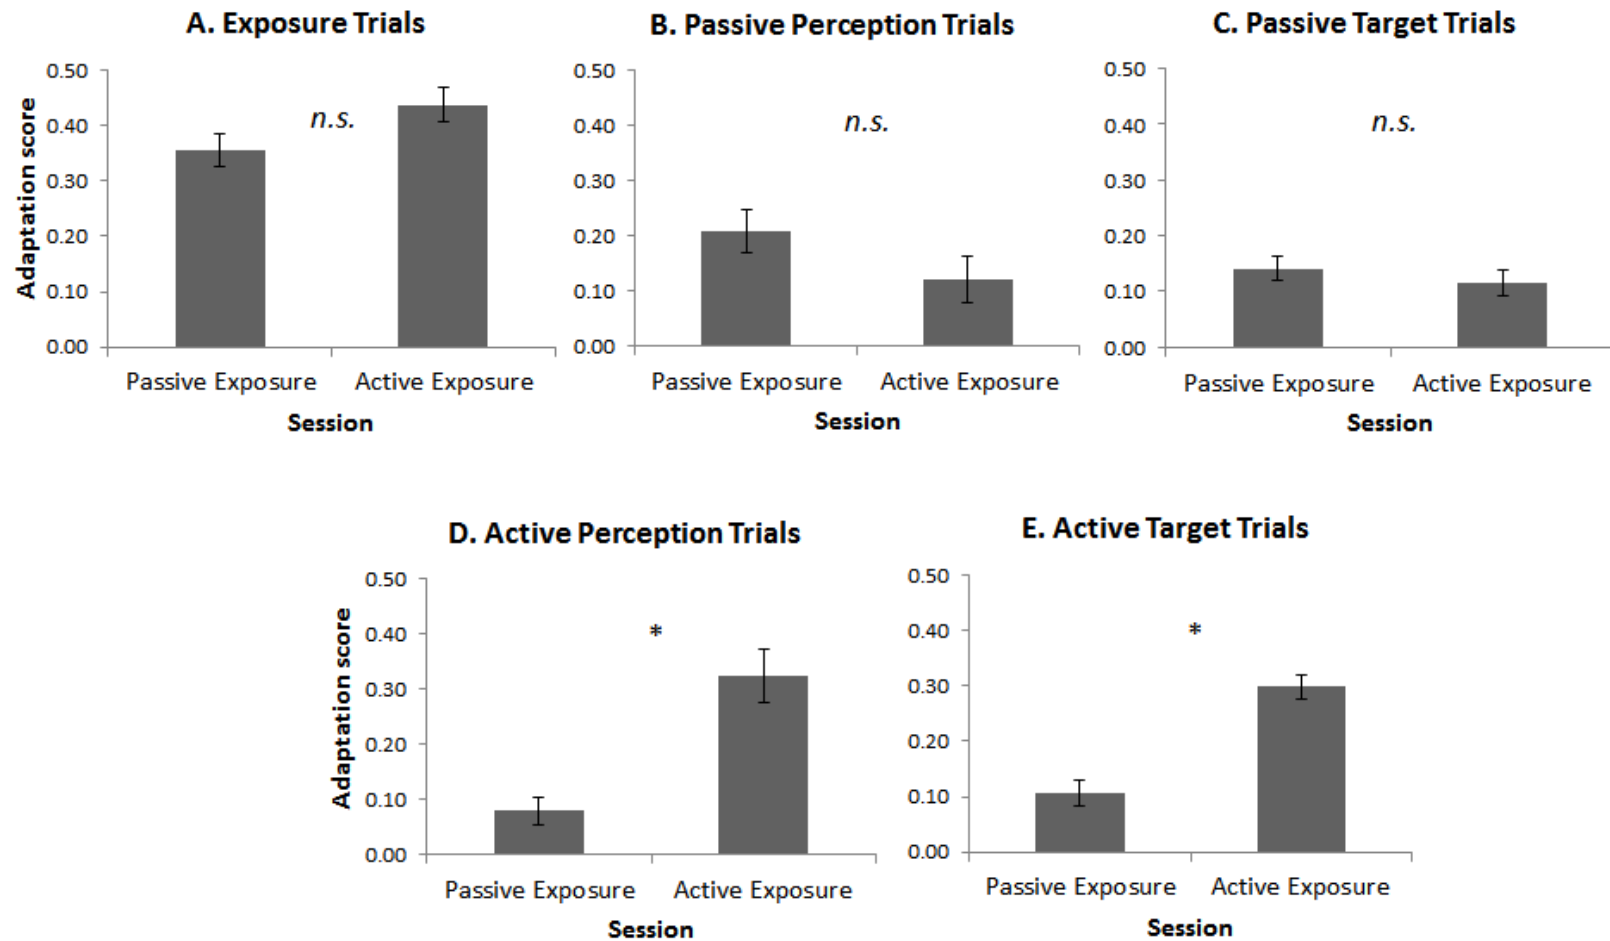 A. Exposure Trials
Adaptation score
0.50
0.40
0.30
0.20
0.10
0.00
n.s.
Passive Exposure
Active Exposure
Session
B. Passive Perception Trials
0.50
0.40
0.30
0.20
0.10
0.00
n.s.
Passive Exposure
Active Exposure
Session
C. Passive Target Trials
0.50
0.40
0.30
0.20
0.10
0.00
n.s.
Passive Exposure
Active Exposure
Session
D. Active Perception Trials
Adaptation score
0.50
0.40
0.30
0.20
0.10
0.00
*
Passive Exposure
Active Exposure
Session
E. Active Target Trials
0.50
0.40
0.30
0.20
0.10
0.00
*
Passive Exposure
Active Exposure
Session